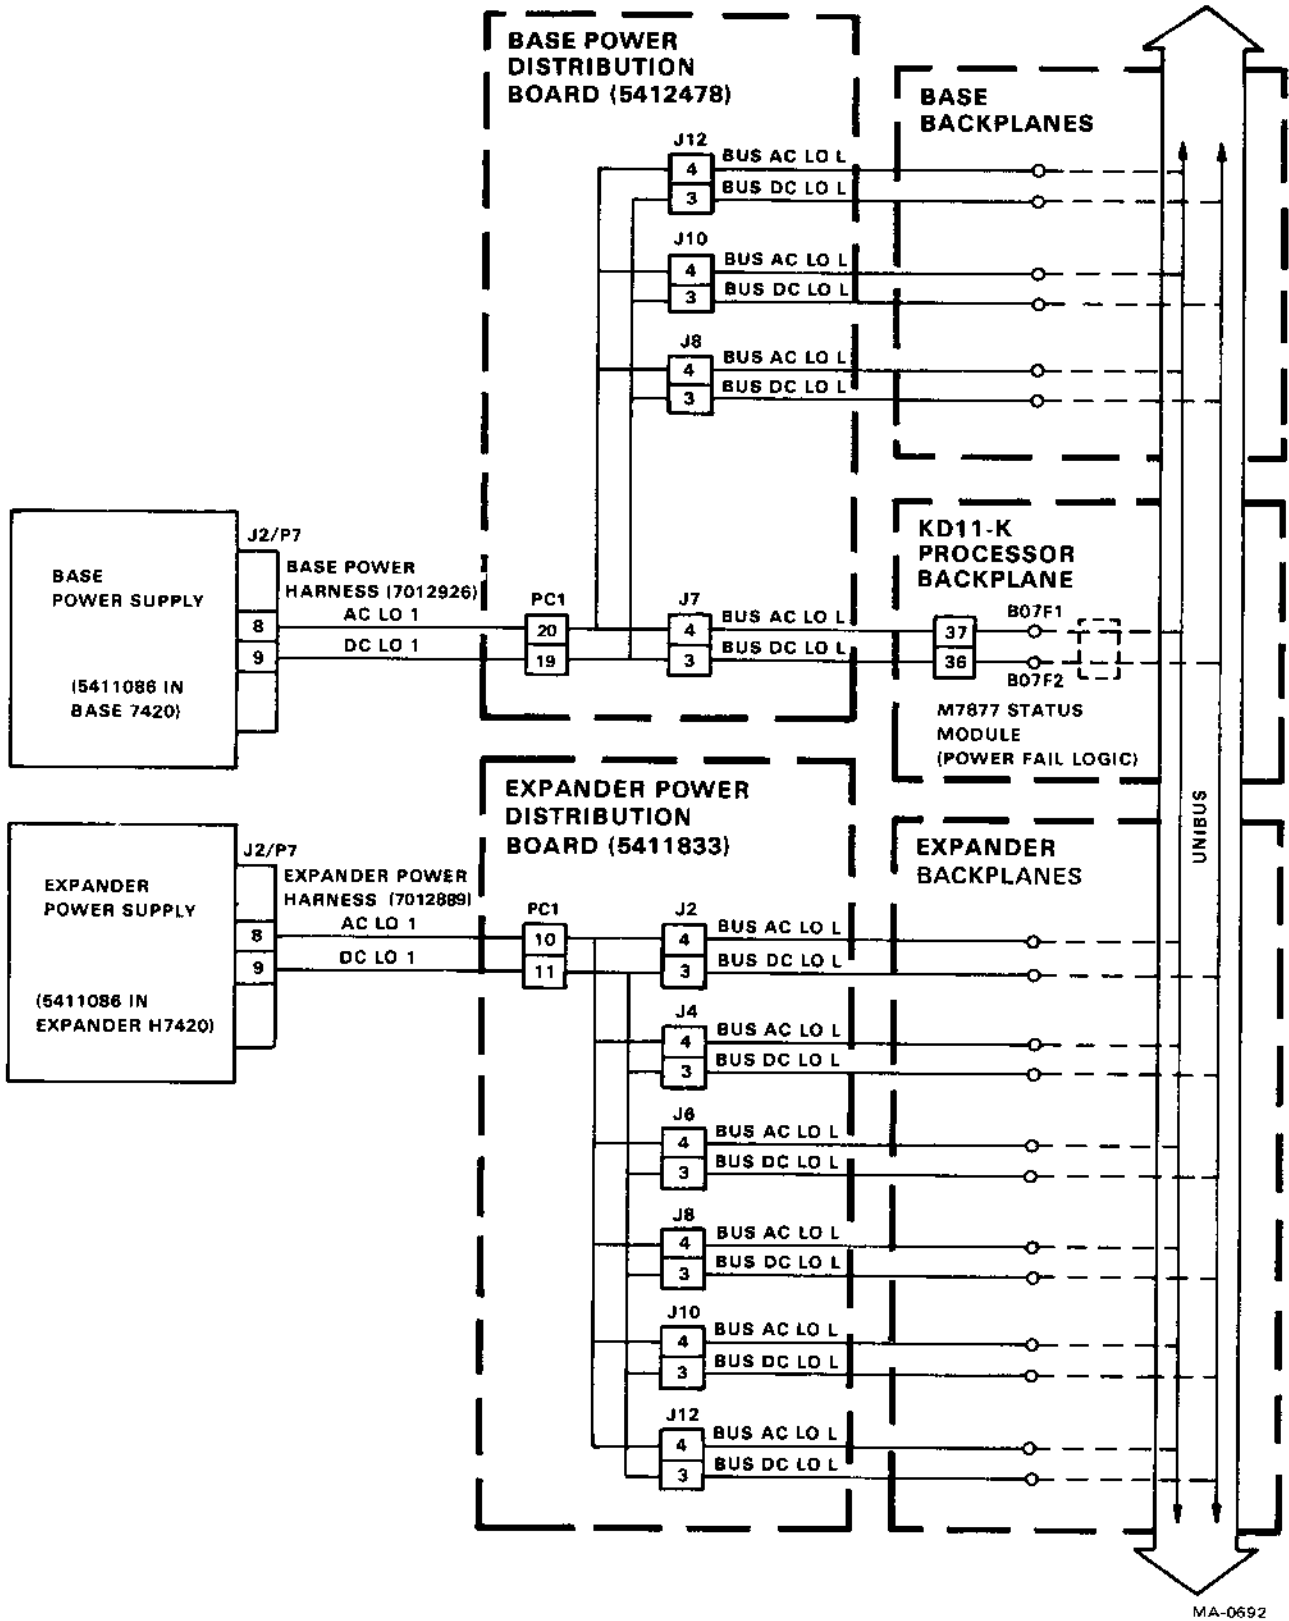 BASE POWER
DISTRIBUTION
BOARD (5412478)
BASE
BACKPLANES
J12
4
3
BUS AC LO L
BUS DC LO L
J10
4
3
BUS AC LO L
BUS DC LO L
J8
4
3
BUS AC LO L
BUS DC LO L
BASE
POWER SUPPLY
(5411086 IN
BASE 7420)
J2/P7
8
9
BASE POWER
HARNESS (7012926)
AC LO 1
DC LO 1
PC1
20
19
J7
4
3
BUS AC LO L
BUS DC LO L
KD11-K
PROCESSOR
BACKPLANE
37
36
B07F1
B07F2
M7877 STATUS
MODULE
(POWER FAIL LOGIC)
UNIBUS
EXPANDER POWER
DISTRIBUTION
BOARD (5411833)
EXPANDER
BACKPLANES
EXPANDER
POWER SUPPLY
(5411086 IN
EXPANDER H7420)
J2/P7
8
9
EXPANDER POWER
HARNESS (7012889)
AC LO 1
DC LO 1
PC1
10
11
J2
4
3
BUS AC LO L
BUS DC LO L
J4
4
3
BUS AC LO L
BUS DC LO L
J6
4
3
BUS AC LO L
BUS DC LO L
J8
4
3
BUS AC LO L
BUS DC LO L
J10
4
3
BUS AC LO L
BUS DC LO L
J12
4
3
BUS AC LO L
BUS DC LO L
MA-0692